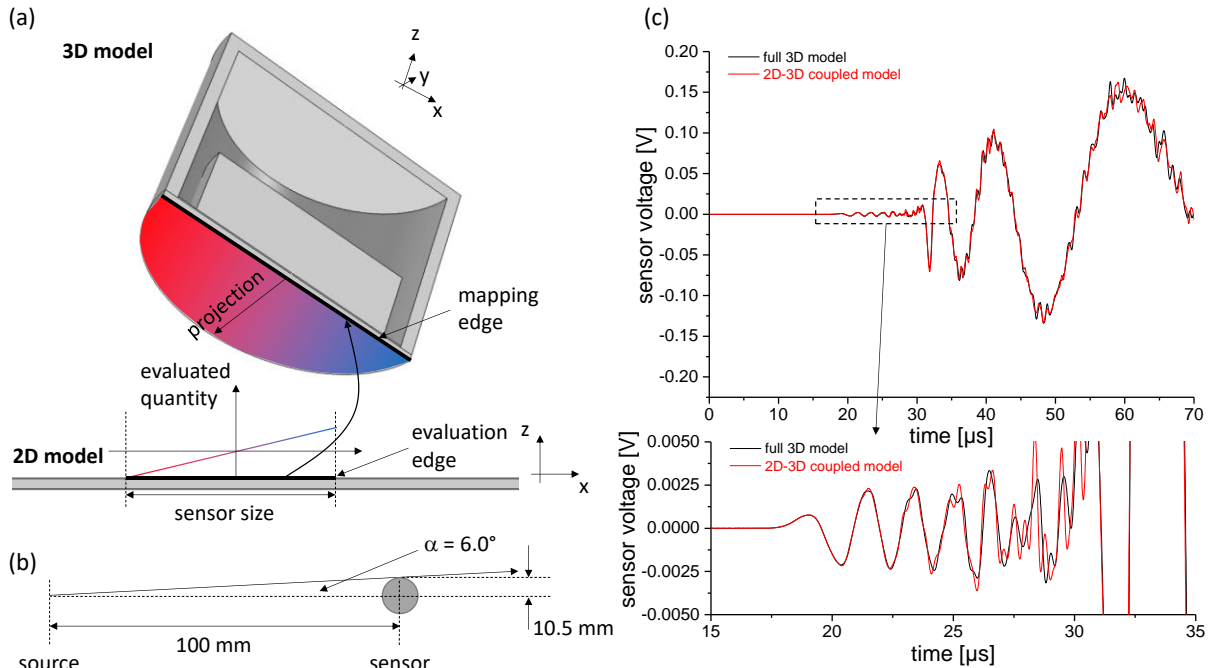 (a)
3D model
z
y
x
projection
mapping
edge
evaluated
quantity
2D model
evaluation
edge
z
x
sensor size
(b)
α = 6.0°
100 mm
10.5 mm
source
sensor
(c)
full 3D model
2D-3D coupled model
sensor voltage [V]
0.20
0.15
0.10
0.05
0.00
-0.05
-0.10
-0.15
-0.20
0 10 20 30 40 50 60 70
time [µs]
full 3D model
2D-3D coupled model
sensor voltage [V]
0.0050
0.0025
0.0000
-0.0025
-0.0050
15 20 25 30 35
time [µs]